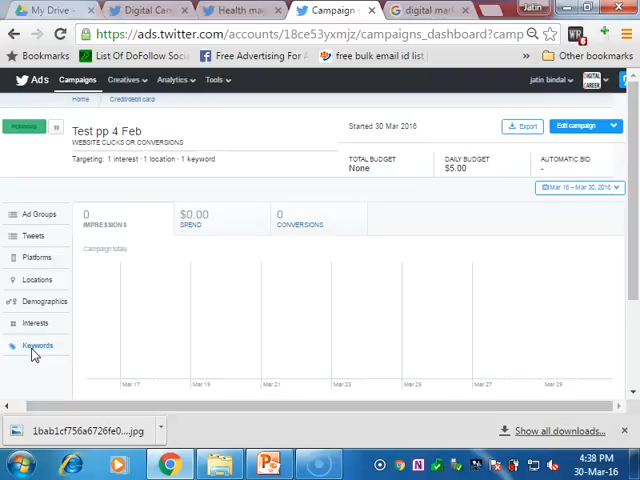 My Drive -
Digital Car
Health ma
Campaign
digital mark
Jatin
https://ads.twitter.com/accounts/18ce53yxmjz/campaigns_dashboard?camp
Bookmarks
List Of DoFollow Soci
Free Advertising For
free bulk email id list
»
Other bookmarks
Ads
Campaigns
Creatives
Analytics
Tools
jatin bindal
DIGITAL
CAREER
Home
Credit/debit card
Test pp 4 Feb
WEBSITE CLICKS OR CONVERSIONS
Targeting: 1 interest · 1 location · 1 keyword
Started 30 Mar 2016
Export
Edit campaign
TOTAL BUDGET
None
DAILY BUDGET
$5.00
AUTOMATIC BID
-
Mar 16 – Mar 30, 2016
Ad Groups
Tweets
Platforms
Locations
Demographics
Interests
Keywords
0
IMPRESSIONS
$0.00
SPEND
0
CONVERSIONS
Campaign totals
Mar 17
Mar 19
Mar 21
Mar 23
Mar 25
Mar 27
Mar 29
1bab1cf756a6726fe0....jpg
Show all downloads...
4:38 PM
30-Mar-16